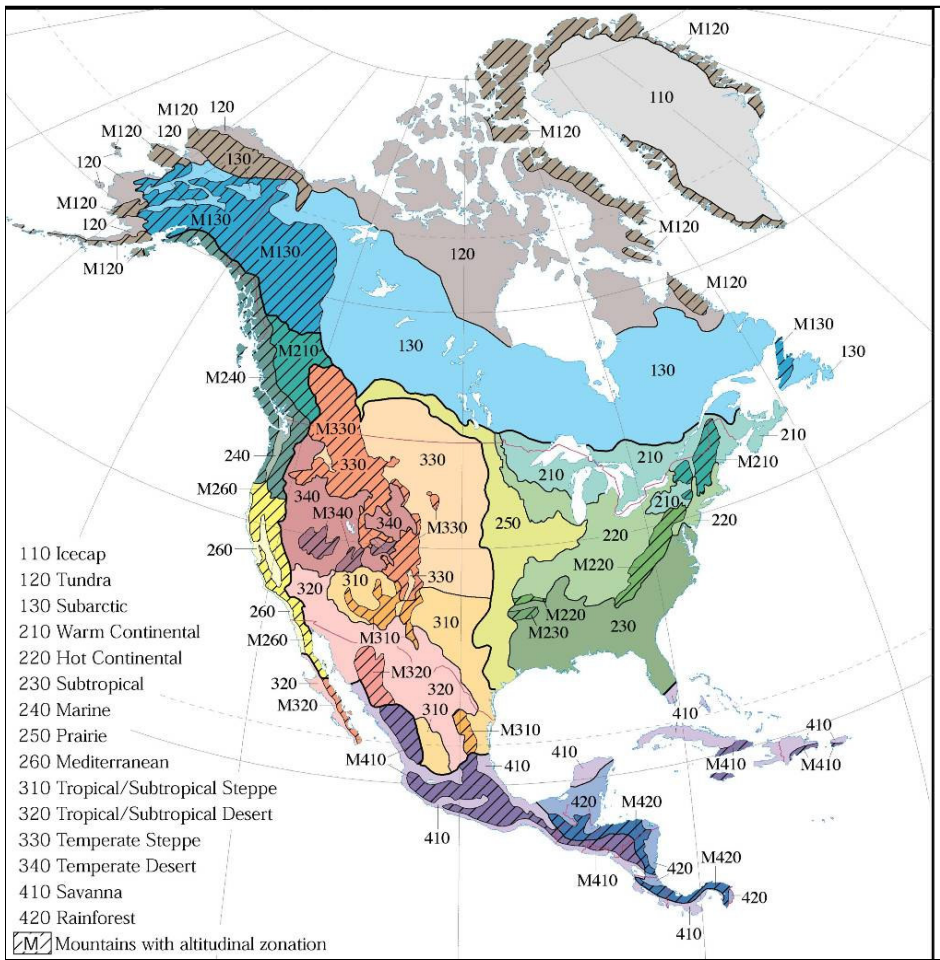 M120
110
M120
120
M120
120
M120
130
120
M120
120
M120
M130
M130
120
M120
M120
M130
130
130
130
M210
M240
210
210
M210
210
210
220
M330
330
330
240
M260
340
M340
340
M330
250
220
M220
260
320
310
330
310
M220
M230
230
260
M260
M310
M320
320
310
320
M320
M310
M410
410
410
410
410
M410
M410
410
420
M420
M410
420
M420
420
410
110 Icecap
120 Tundra
130 Subarctic
210 Warm Continental
220 Hot Continental
230 Subtropical
240 Marine
250 Prairie
260 Mediterranean
310 Tropical/Subtropical Steppe
320 Tropical/Subtropical Desert
330 Temperate Steppe
340 Temperate Desert
410 Savanna
420 Rainforest
M Mountains with altitudinal zonation